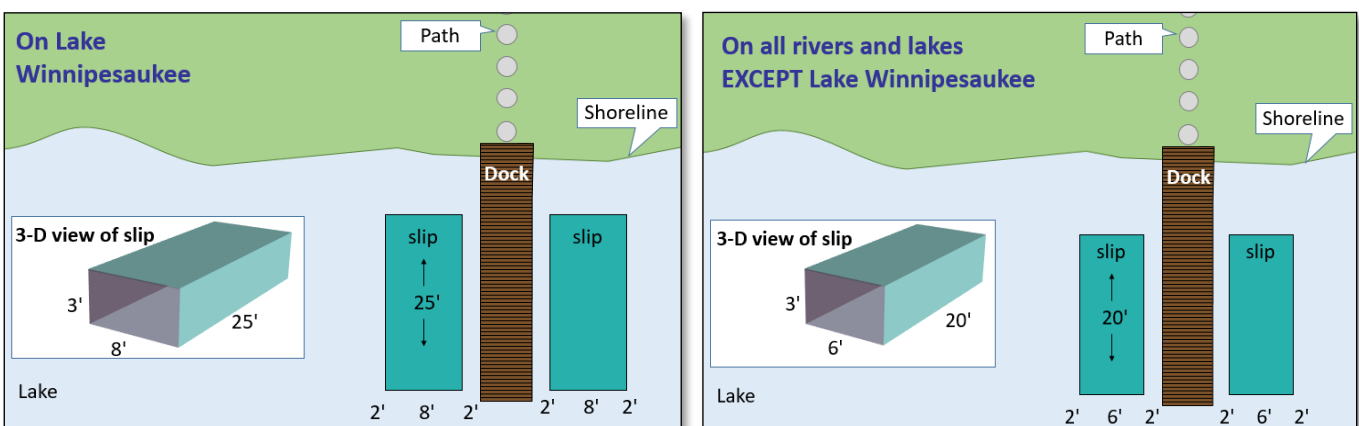 On Lake
Winnipesaukee
Path
Shoreline
Dock
3-D view of slip
3'
25'
8'
slip
25'
slip
Lake
2' 8' 2' 2' 8' 2'
On all rivers and lakes
EXCEPT Lake Winnipesaukee
Path
Shoreline
Dock
3-D view of slip
3'
20'
6'
slip
20'
slip
Lake
2' 6' 2' 2' 6' 2'